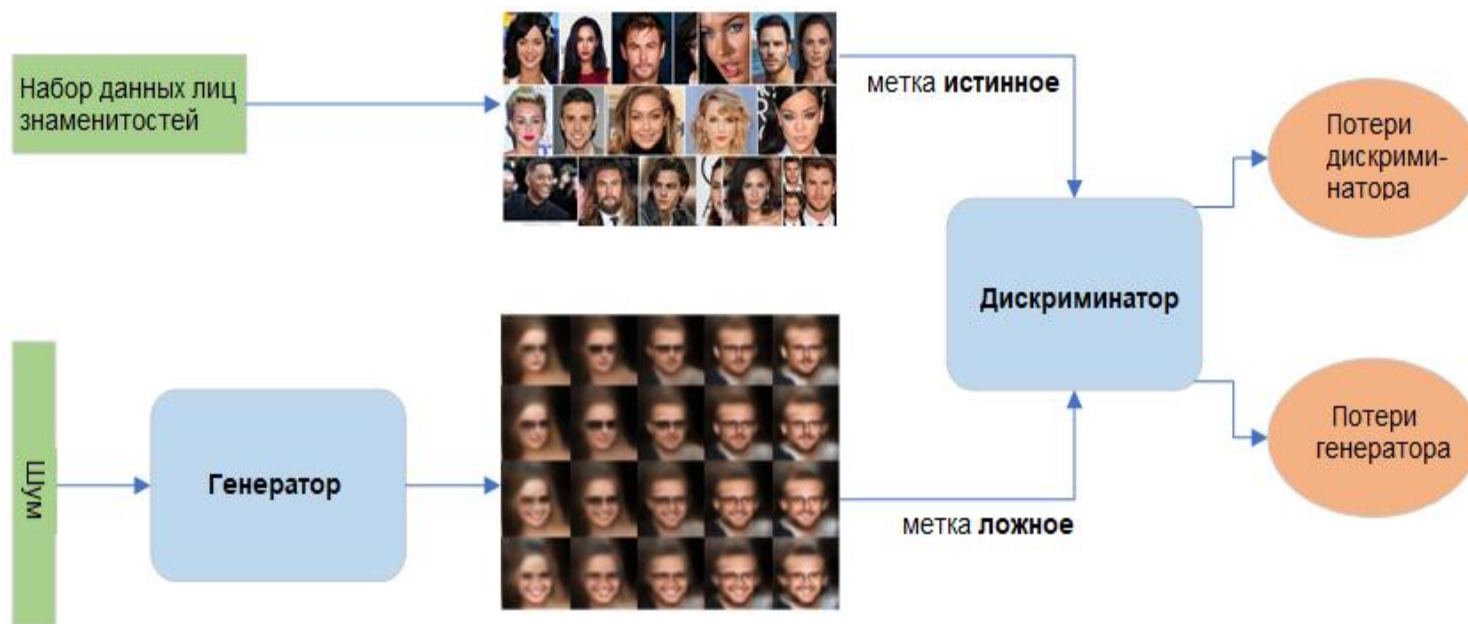 Набор данных лиц
знаменитостей
метка истинное
Потери
дискрими-
натора
Дискриминатор
Шум
Генератор
Потери
генератора
метка ложное